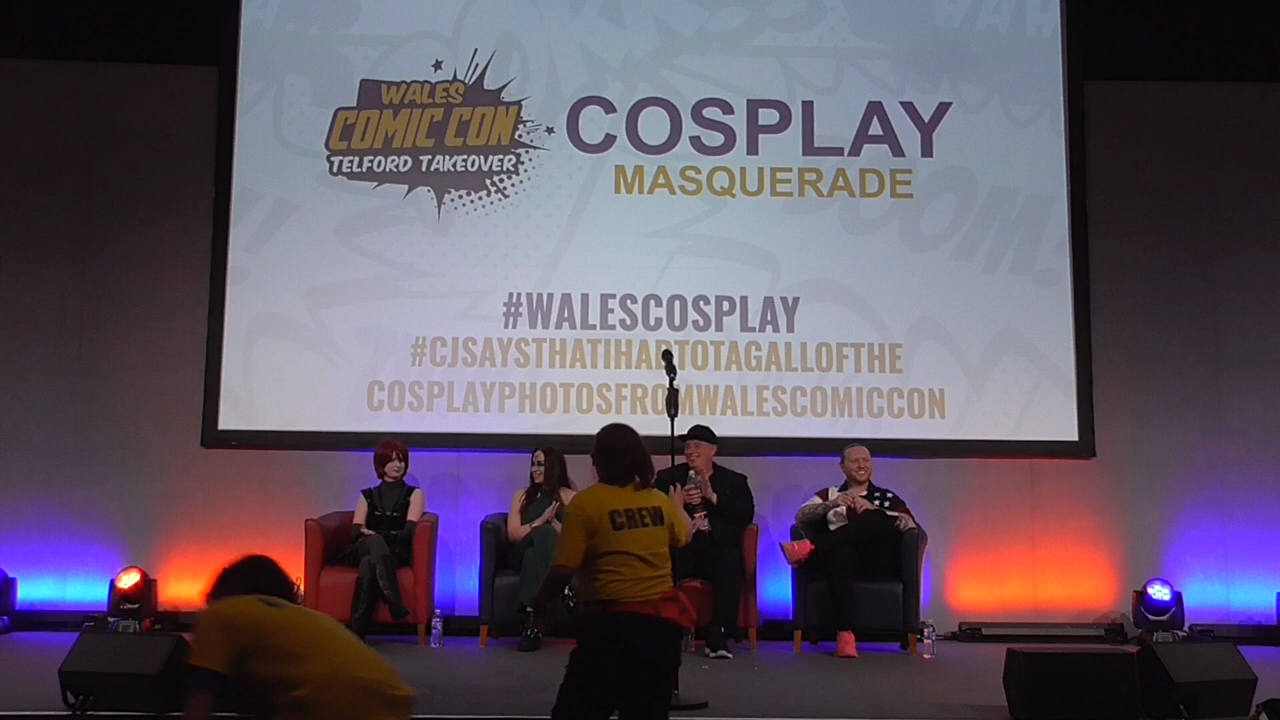 WALES
COMIC CON
TELFORD TAKEOVER
COSPLAY
MASQUERADE
#WALESCOSPLAY
#CJSAYSTHATIHADTOTAGALLOFTHE
COSPLAYPHOTOSFROMWALESCOMICCON
CREW